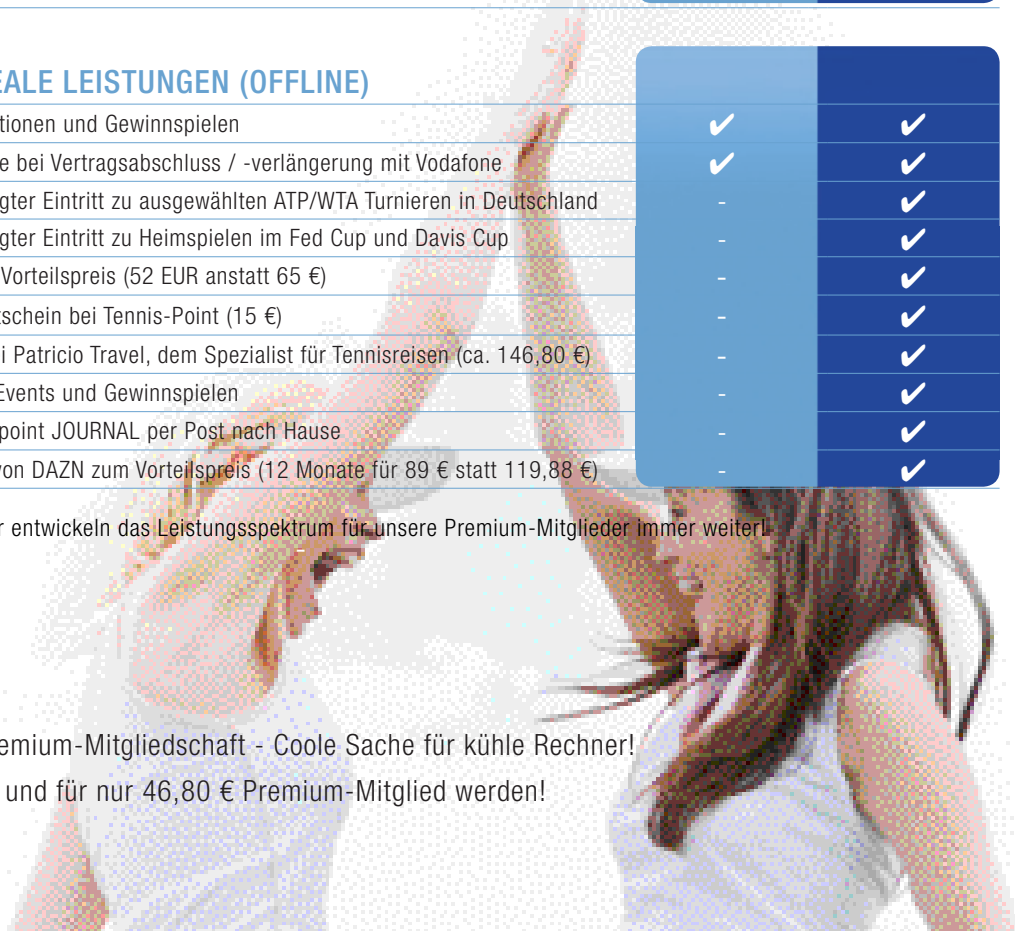 EALE LEISTUNGEN (OFFLINE)
tionen und Gewinnspielen ✔ ✔
e bei Vertragsabschluss / -verlängerung mit Vodafone ✔ ✔
gter Eintritt zu ausgewählten ATP/WTA Turnieren in Deutschland - ✔
gter Eintritt zu Heimspielen im Fed Cup und Davis Cup - ✔
Vorteilspreis (52 EUR anstatt 65 €) - ✔
tschein bei Tennis-Point (15 €) - ✔
i Patricio Travel, dem Spezialist für Tennisreisen (ca. 146,80 €) - ✔
Events und Gewinnspielen - ✔
point JOURNAL per Post nach Hause - ✔
von DAZN zum Vorteilspreis (12 Monate für 89 € statt 119,88 €) - ✔
r entwickeln das Leistungsspektrum für unsere Premium-Mitglieder immer weiter!
emium-Mitgliedschaft - Coole Sache für kühle Rechner!
und für nur 46,80 € Premium-Mitglied werden!